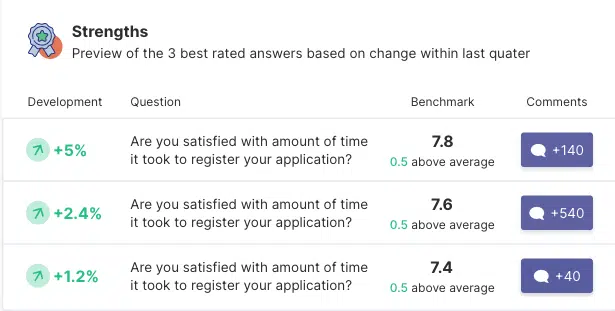 Strengths
Preview of the 3 best rated answers based on change within last quater
Development Question Benchmark Comments
+5%
Are you satisfied with amount of time
it took to register your application?
7.8
0.5 above average
+140
+2.4%
Are you satisfied with amount of time
it took to register your application?
7.6
0.5 above average
+540
+1.2%
Are you satisfied with amount of time
it took to register your application?
7.4
0.5 above average
+40